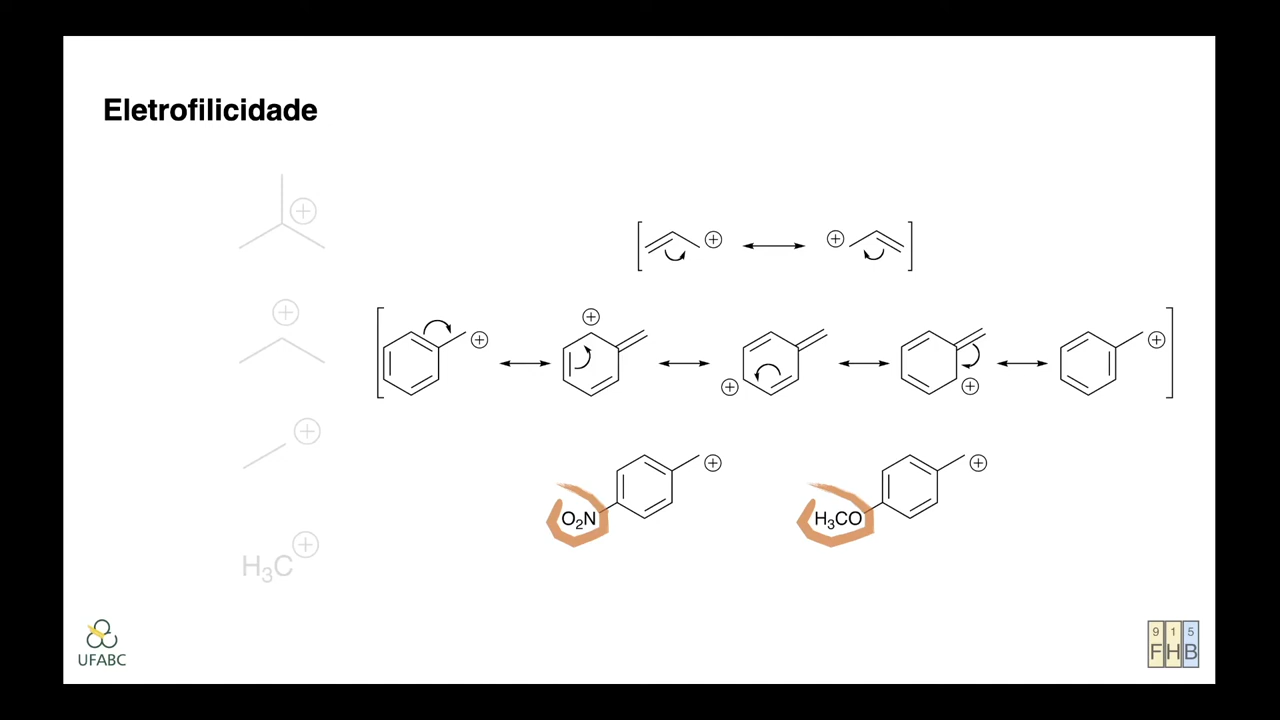 Eletrofilicidade
O₂N
H₃CO
H₃C
UFABC
9 1 5
F H B